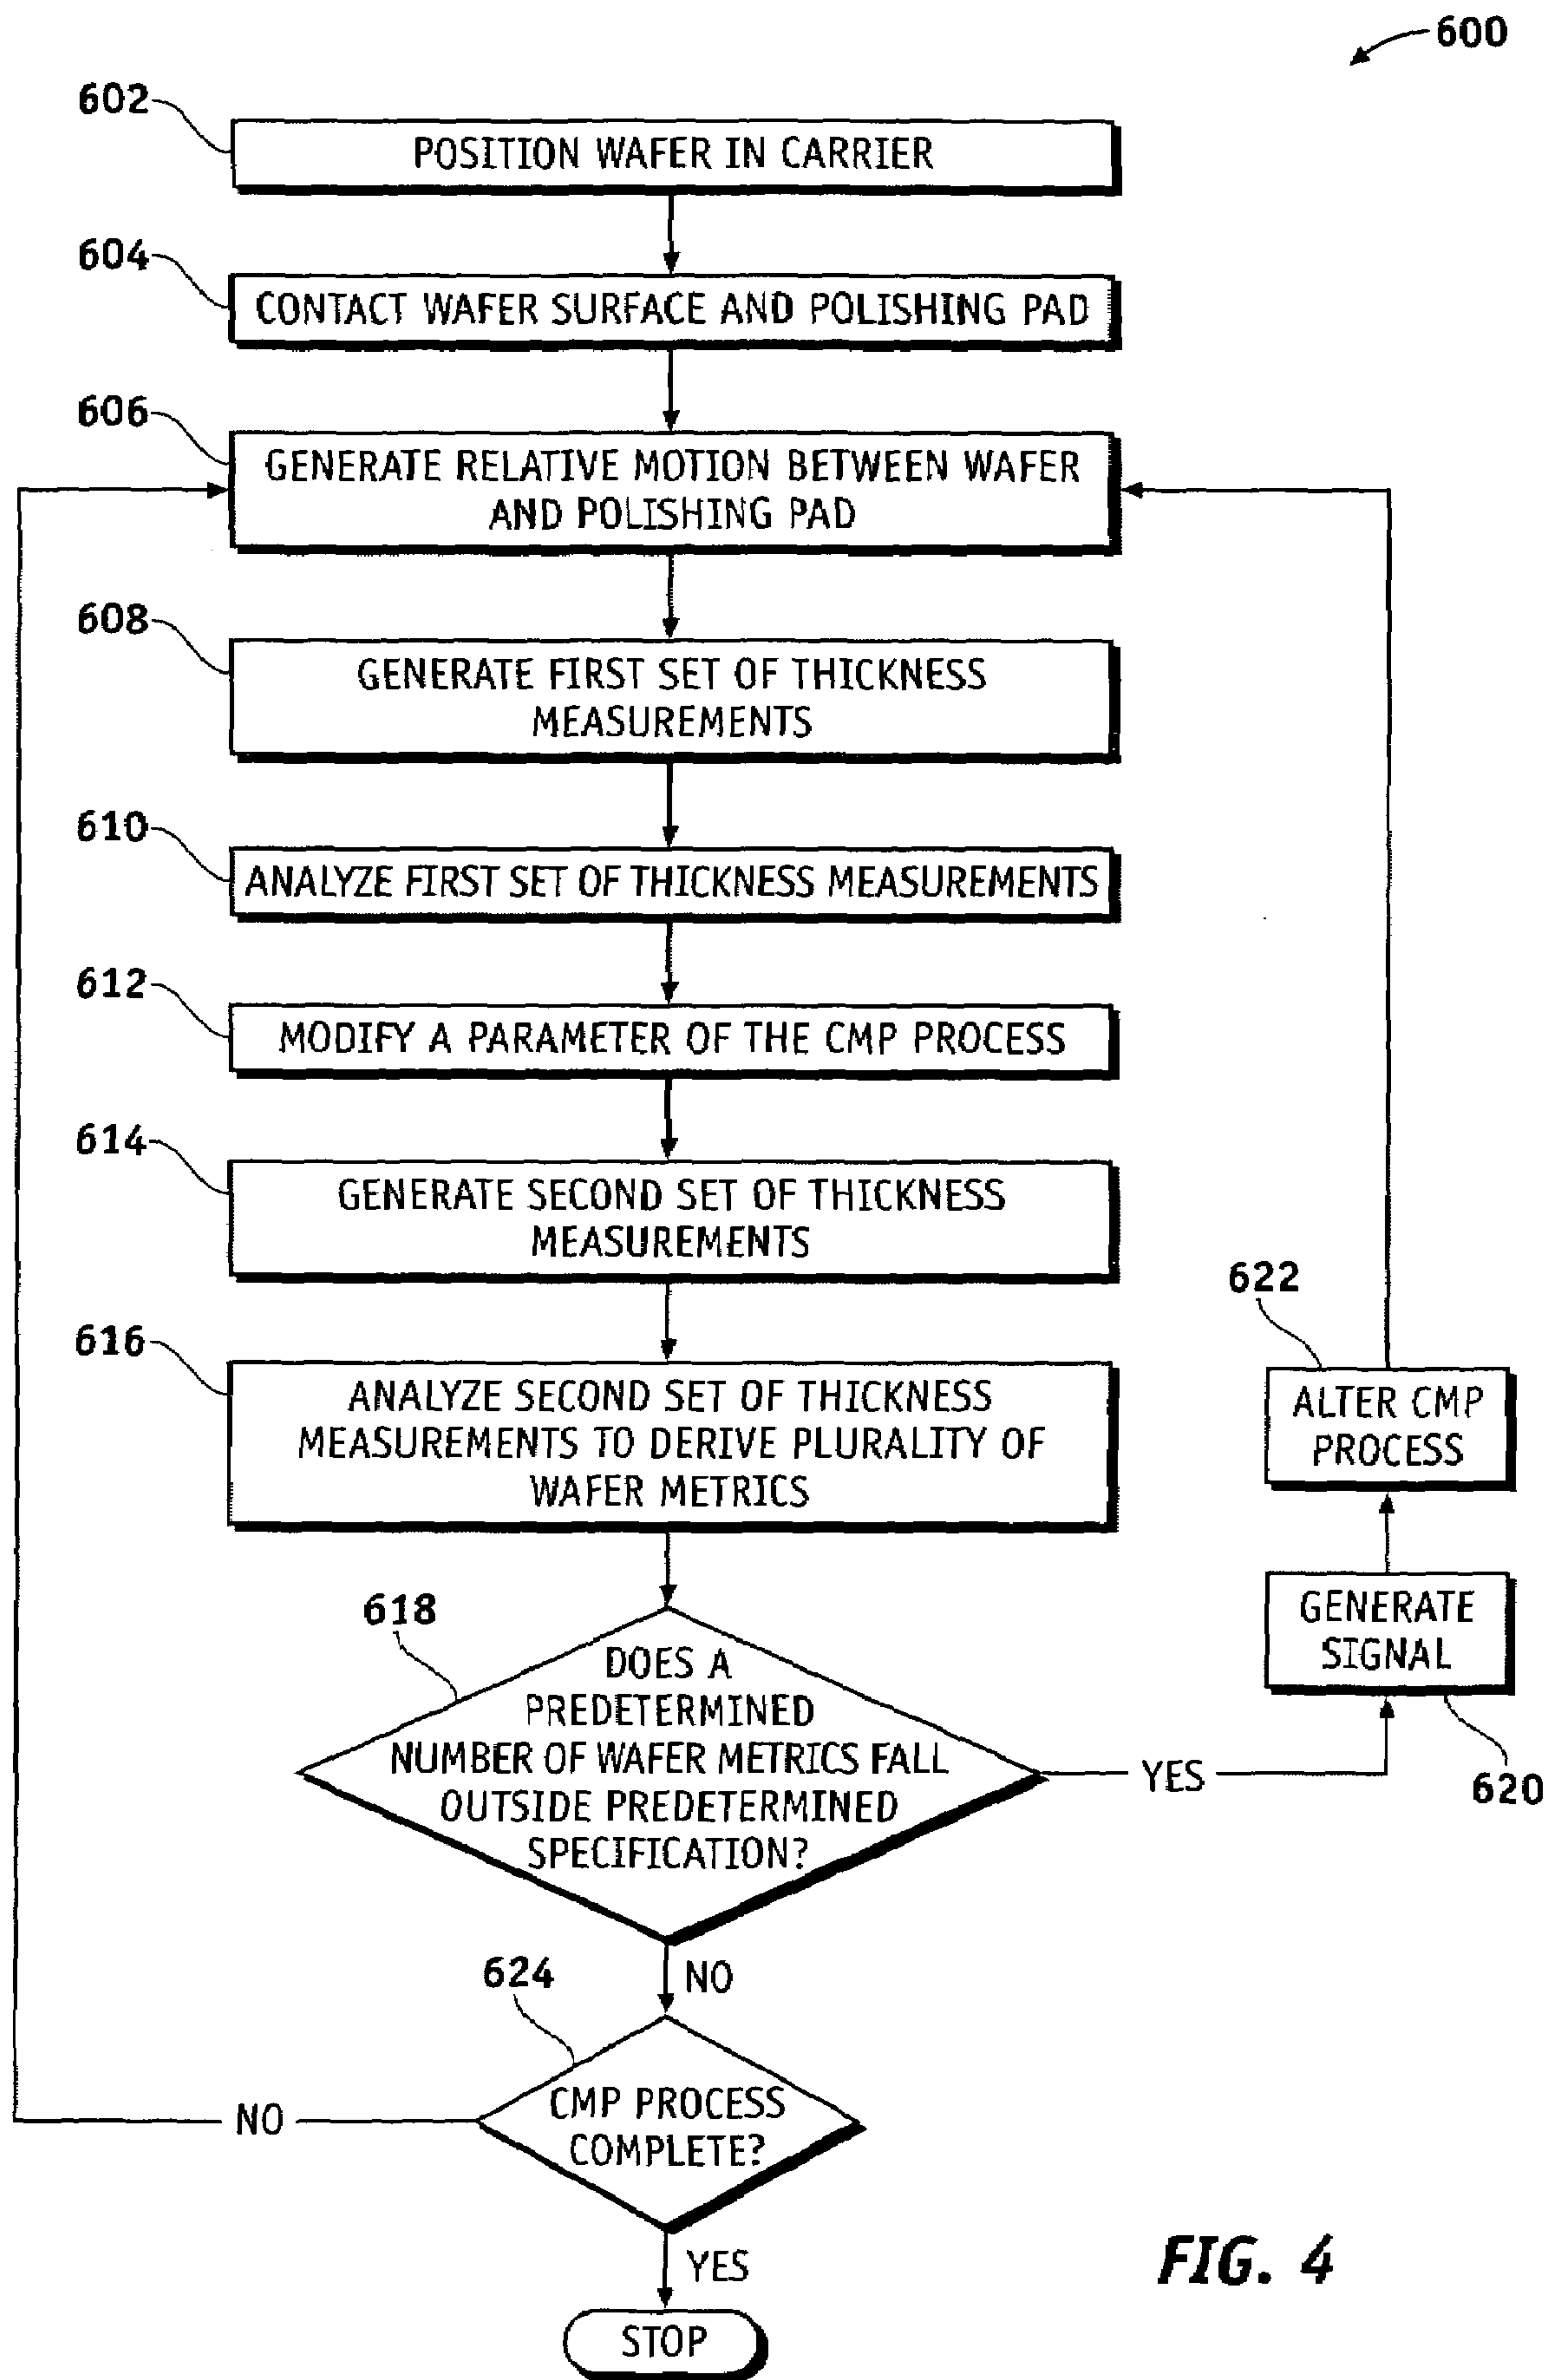 600
602
POSITION WAFER IN CARRIER
604
CONTACT WAFER SURFACE AND POLISHING PAD
606
GENERATE RELATIVE MOTION BETWEEN WAFER
AND POLISHING PAD
608
GENERATE FIRST SET OF THICKNESS
MEASUREMENTS
610
ANALYZE FIRST SET OF THICKNESS MEASUREMENTS
612
MODIFY A PARAMETER OF THE CMP PROCESS
614
GENERATE SECOND SET OF THICKNESS
MEASUREMENTS
616
ANALYZE SECOND SET OF THICKNESS
MEASUREMENTS TO DERIVE PLURALITY OF
WAFER METRICS
622
ALTER CMP
PROCESS
618
DOES A
PREDETERMINED
NUMBER OF WAFER METRICS FALL
OUTSIDE PREDETERMINED
SPECIFICATION?
YES
GENERATE
SIGNAL
620
NO
624
CMP PROCESS
COMPLETE?
NO
YES
STOP
FIG. 4